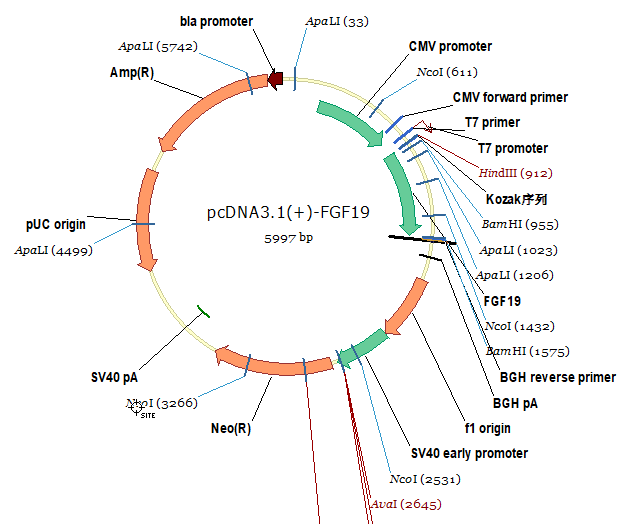 bla promoter
ApaLI (33)
ApaLI (5742)
CMV promoter
Amp(R)
NcoI (611)
CMV forward primer
T7 primer
T7 promoter
HindIII (912)
Kozak序列
BamHI (955)
pcDNA3.1(+)-FGF19
5997 bp
pUC origin
ApaLI (4499)
ApaLI (1023)
ApaLI (1206)
FGF19
NcoI (1432)
BamHI (1575)
BGH reverse primer
SV40 pA
BGH pA
NcoI (3266)
SITE
Neo(R)
f1 origin
SV40 early promoter
NcoI (2531)
AvaI (2645)